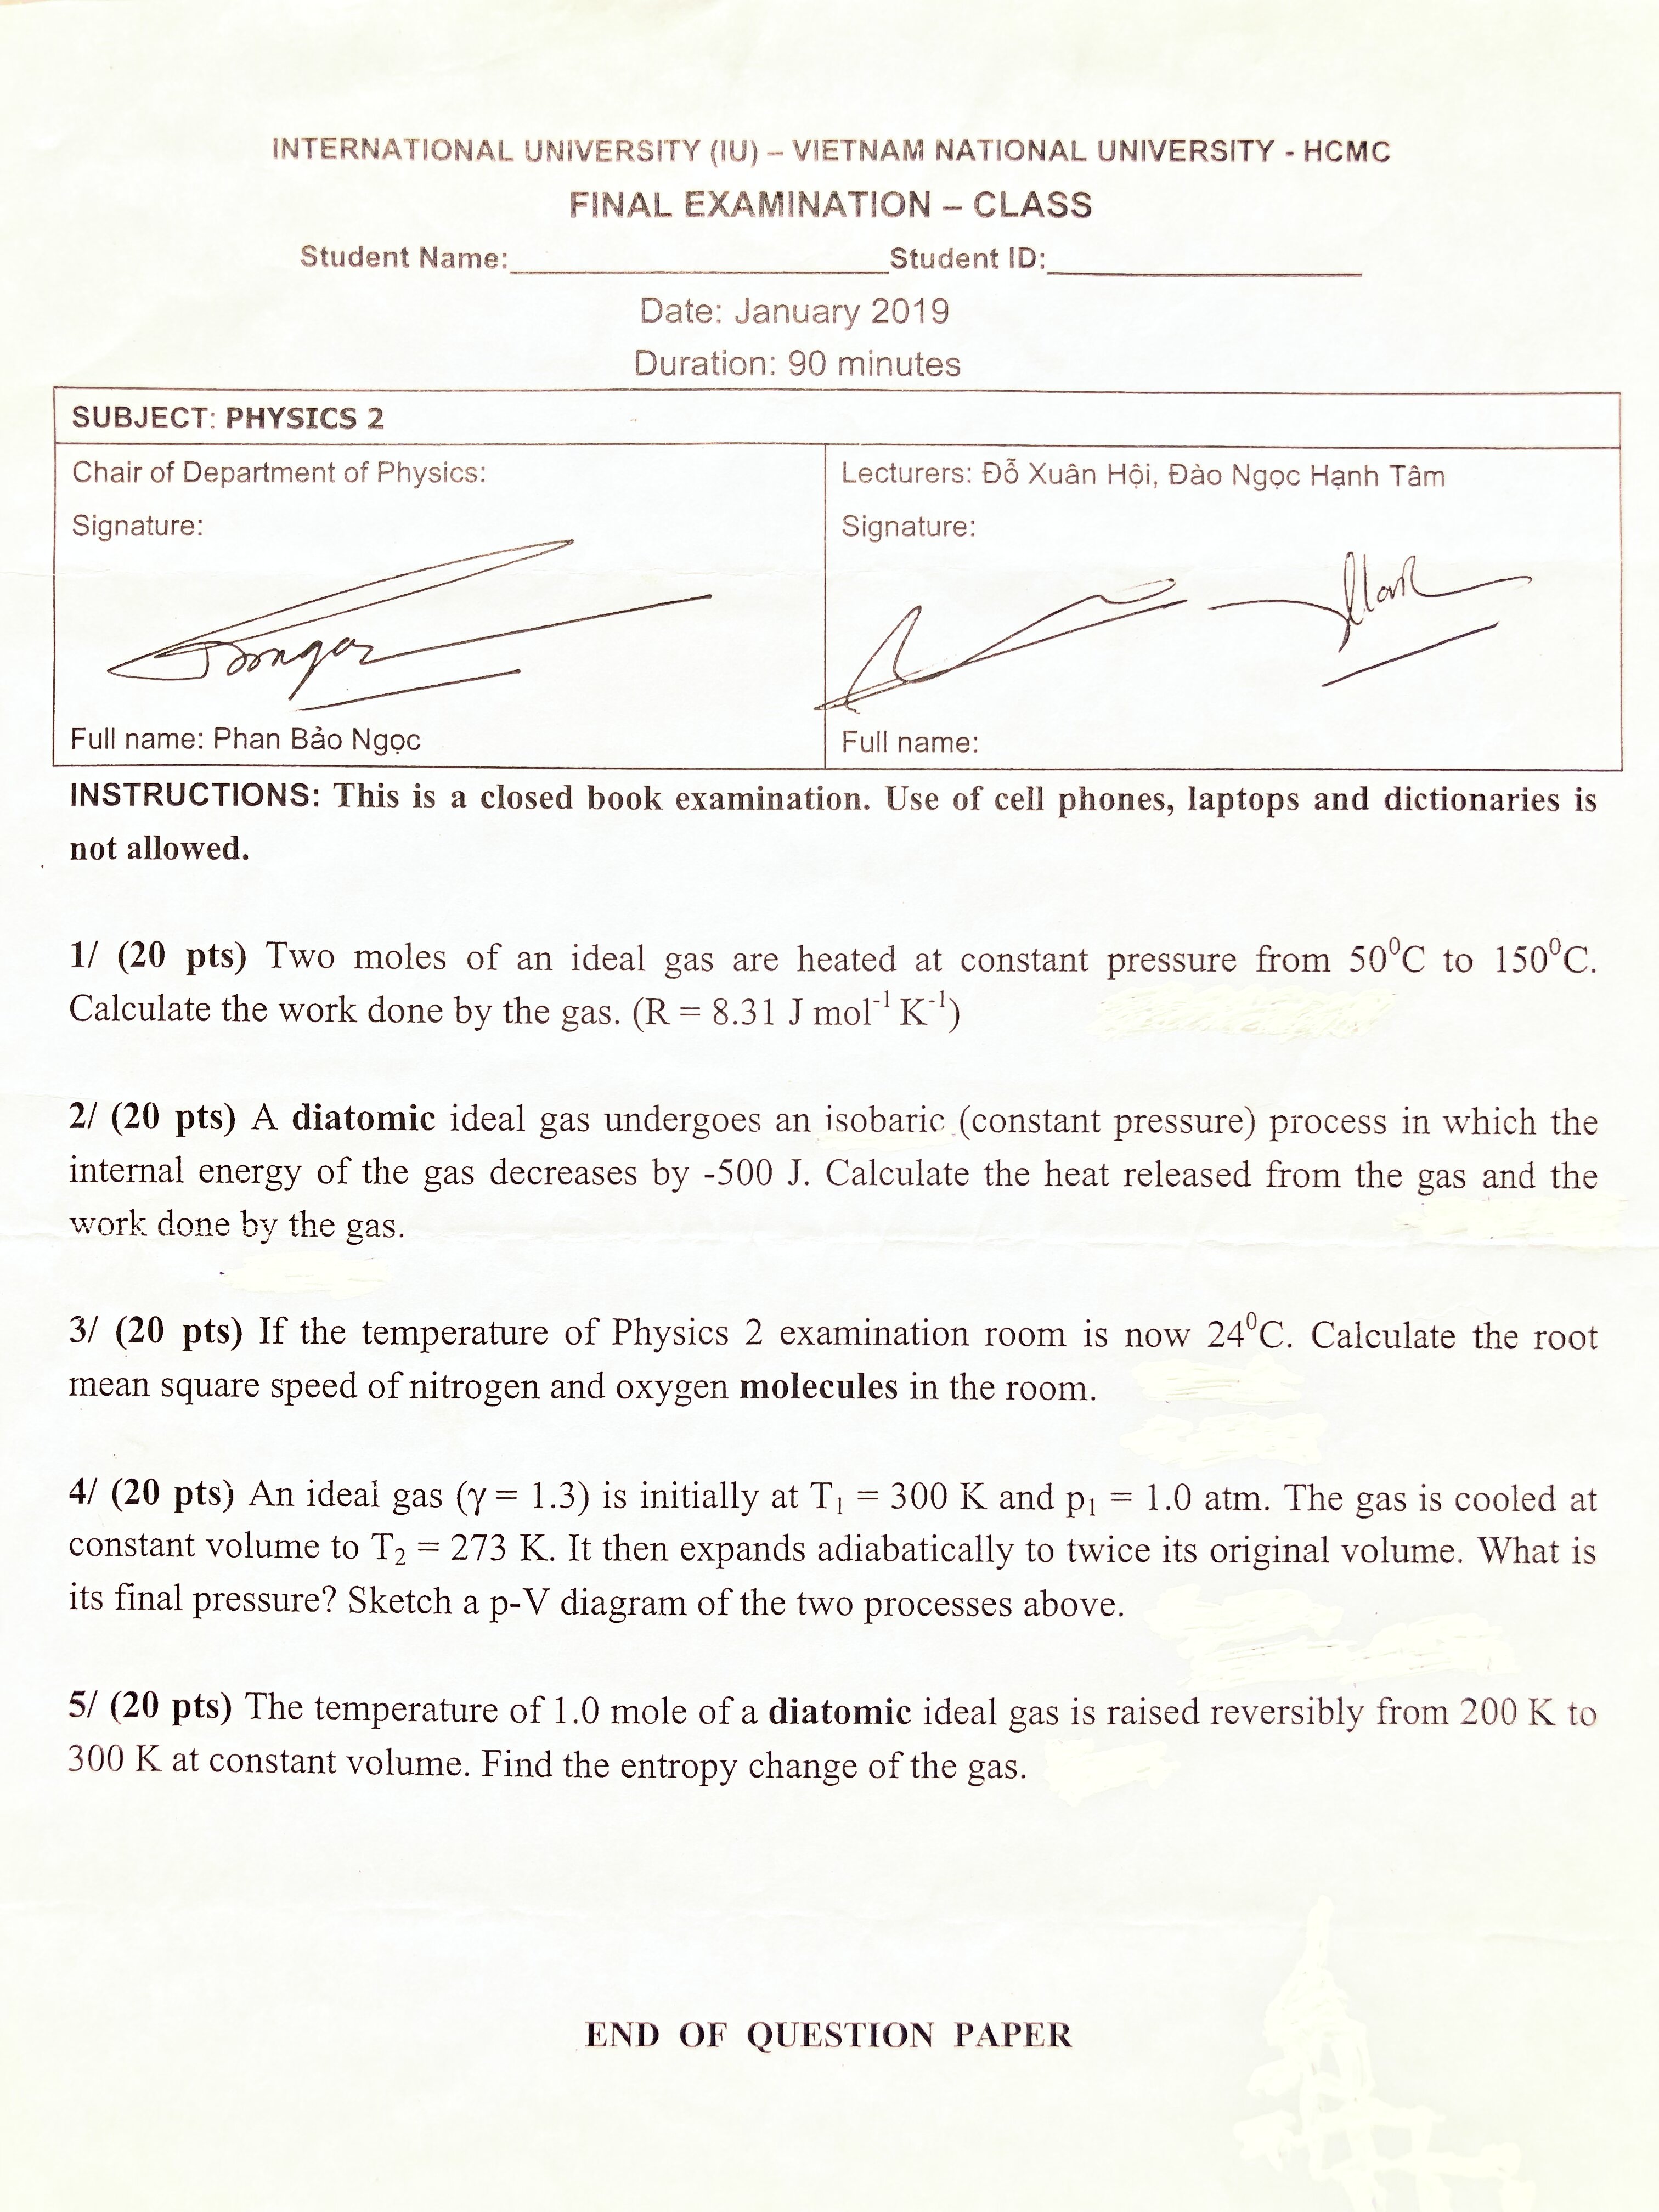 INTERNATIONAL UNIVERSITY (IU) – VIETNAM NATIONAL UNIVERSITY - HCMC
FINAL EXAMINATION – CLASS
Student Name:____________________Student ID:________________
Date: January 2019
Duration: 90 minutes
SUBJECT: PHYSICS 2
Chair of Department of Physics:
Signature:
Full name: Phan Bảo Ngọc
Lecturers: Đỗ Xuân Hội, Đào Ngọc Hạnh Tâm
Signature:
Full name:
INSTRUCTIONS: This is a closed book examination. Use of cell phones, laptops and dictionaries is
not allowed.
1/ (20 pts) Two moles of an ideal gas are heated at constant pressure from 50⁰C to 150⁰C.
Calculate the work done by the gas. (R = 8.31 J mol⁻¹ K⁻¹)
2/ (20 pts) A diatomic ideal gas undergoes an isobaric (constant pressure) process in which the
internal energy of the gas decreases by -500 J. Calculate the heat released from the gas and the
work done by the gas.
3/ (20 pts) If the temperature of Physics 2 examination room is now 24⁰C. Calculate the root
mean square speed of nitrogen and oxygen molecules in the room.
4/ (20 pts) An ideal gas (γ = 1.3) is initially at T₁ = 300 K and p₁ = 1.0 atm. The gas is cooled at
constant volume to T₂ = 273 K. It then expands adiabatically to twice its original volume. What is
its final pressure? Sketch a p-V diagram of the two processes above.
5/ (20 pts) The temperature of 1.0 mole of a diatomic ideal gas is raised reversibly from 200 K to
300 K at constant volume. Find the entropy change of the gas.
END OF QUESTION PAPER